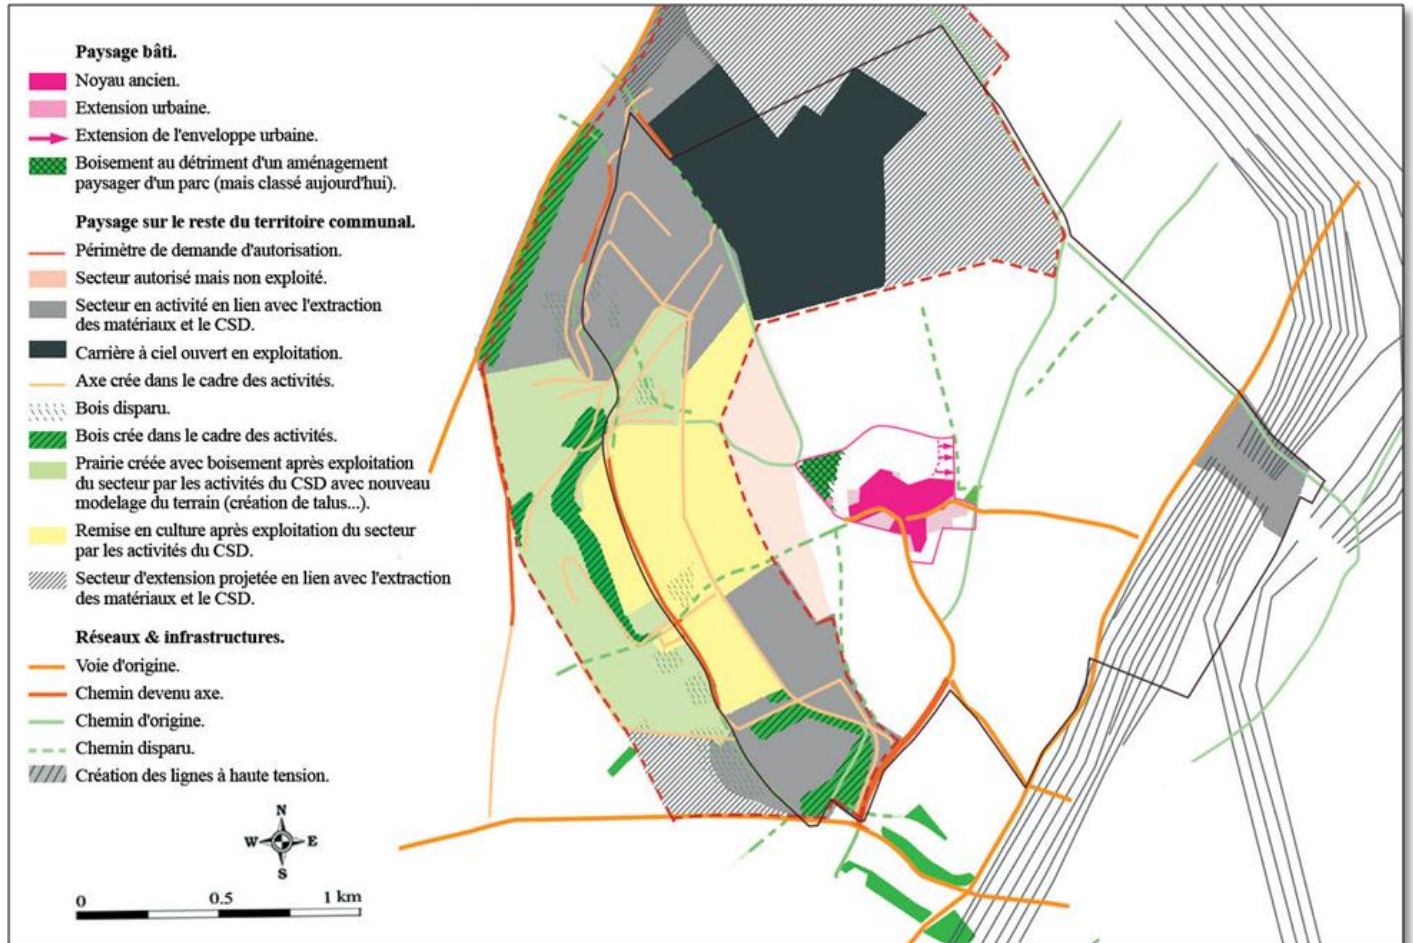 Paysage bâti.
Noyau ancien.
Extension urbaine.
Extension de l'enveloppe urbaine.
Boisement au détriment d'un aménagement
paysager d'un parc (mais classé aujourd'hui).
Paysage sur le reste du territoire communal.
Périmètre de demande d'autorisation.
Secteur autorisé mais non exploité.
Secteur en activité en lien avec l'extraction
des matériaux et le CSD.
Carrière à ciel ouvert en exploitation.
Axe crée dans le cadre des activités.
Bois disparu.
Bois crée dans le cadre des activités.
Prairie créée avec boisement après exploitation
du secteur par les activités du CSD avec nouveau
modelage du terrain (création de talus...).
Remise en culture après exploitation du secteur
par les activités du CSD.
Secteur d'extension projetée en lien avec l'extraction
des matériaux et le CSD.
Réseaux & infrastructures.
Voie d'origine.
Chemin devenu axe.
Chemin d'origine.
Chemin disparu.
Création des lignes à haute tension.
N
W E
S
0 0.5 1 km